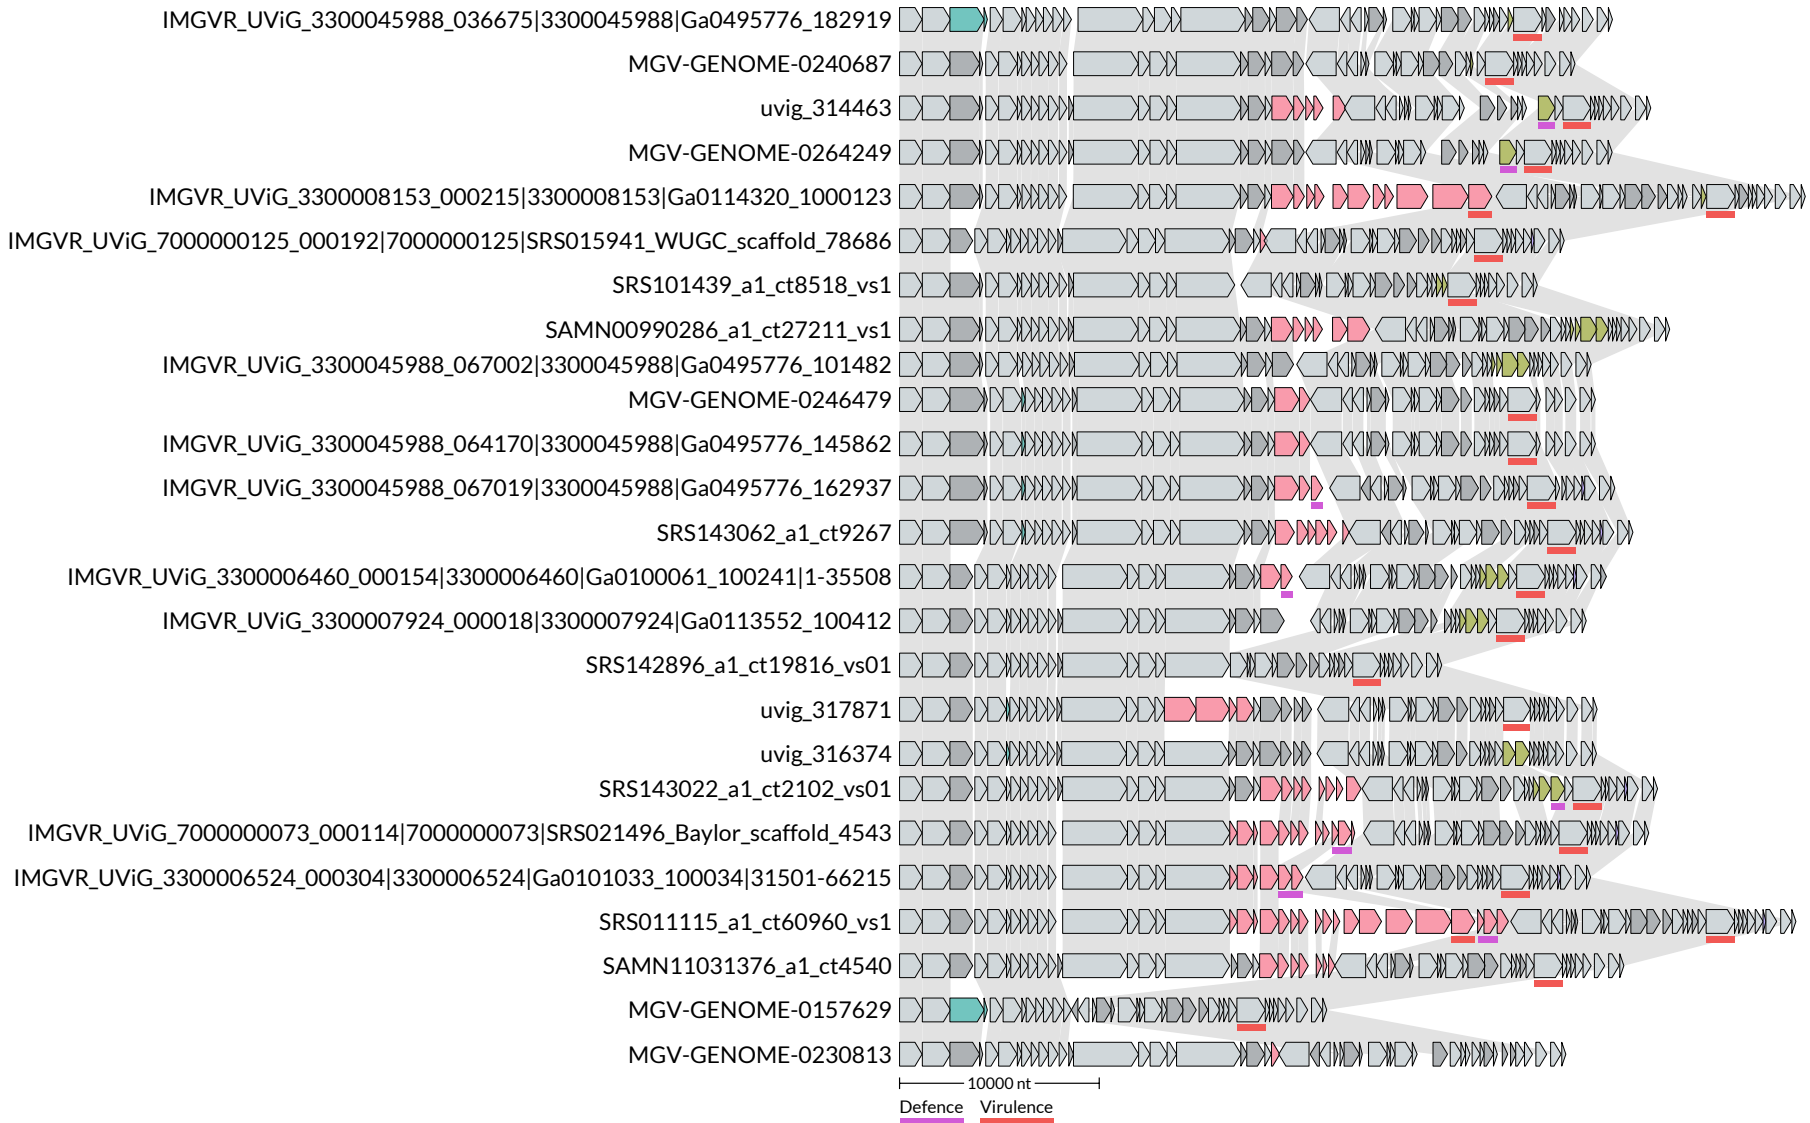 IMGVR_UViG_3300045988_036675|3300045988|Ga0495776_182919
MGV-GENOME-0240687
uvig_314463
MGV-GENOME-0264249
IMGVR_UViG_3300008153_000215|3300008153|Ga0114320_1000123
IMGVR_UViG_7000000125_000192|7000000125|SRS015941_WUGC_scaffold_78686
SRS101439_a1_ct8518_vs1
SAMN00990286_a1_ct27211_vs1
IMGVR_UViG_3300045988_067002|3300045988|Ga0495776_101482
MGV-GENOME-0246479
IMGVR_UViG_3300045988_064170|3300045988|Ga0495776_145862
IMGVR_UViG_3300045988_067019|3300045988|Ga0495776_162937
SRS143062_a1_ct9267
IMGVR_UViG_3300006460_000154|3300006460|Ga0100061_100241|1-35508
IMGVR_UViG_3300007924_000018|3300007924|Ga0113552_100412
SRS142896_a1_ct19816_vs01
uvig_317871
uvig_316374
SRS143022_a1_ct2102_vs01
IMGVR_UViG_7000000073_000114|7000000073|SRS021496_Baylor_scaffold_4543
IMGVR_UViG_3300006524_000304|3300006524|Ga0101033_100034|31501-66215
SRS011115_a1_ct60960_vs1
SAMN11031376_a1_ct4540
MGV-GENOME-0157629
MGV-GENOME-0230813
10000 nt
Defence Virulence